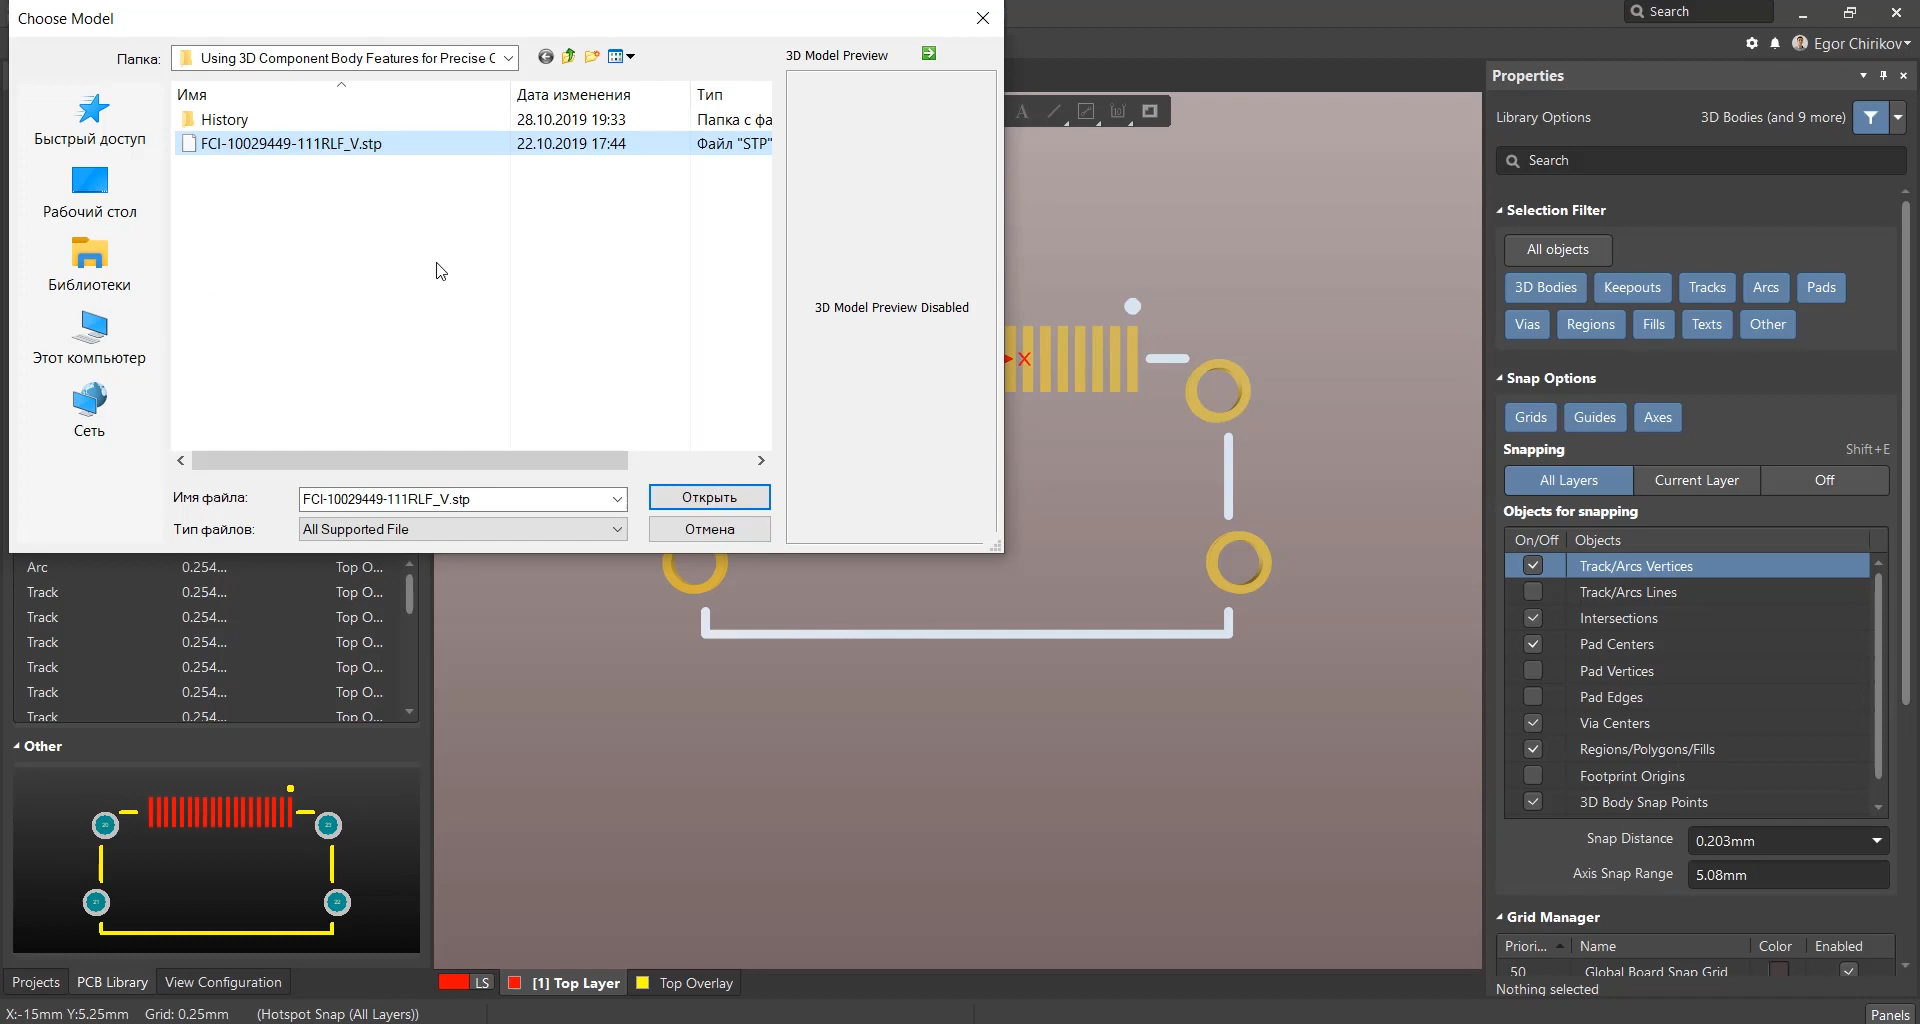 Choose Model
Search
Egor Chirikov
Папка:
Using 3D Component Body Features for Precise C
3D Model Preview
Имя
Дата изменения
Тип
History
28.10.2019 19:33
Папка с фа
FCI-10029449-111RLF_V.stp
22.10.2019 17:44
Файл "STP"
Быстрый доступ
Рабочий стол
Библиотеки
Этот компьютер
Сеть
3D Model Preview Disabled
Имя файла:
FCI-10029449-111RLF_V.stp
Открыть
Тип файлов:
All Supported File
Отмена
Properties
Library Options
3D Bodies (and 9 more)
Search
Selection Filter
All objects
3D Bodies
Keepouts
Tracks
Arcs
Pads
Vias
Regions
Fills
Texts
Other
Snap Options
Grids
Guides
Axes
Snapping
Shift+E
All Layers
Current Layer
Off
Objects for snapping
On/Off
Objects
Track/Arcs Vertices
Track/Arcs Lines
Intersections
Pad Centers
Pad Vertices
Pad Edges
Via Centers
Regions/Polygons/Fills
Footprint Origins
3D Body Snap Points
Snap Distance
0.203mm
Axis Snap Range
5.08mm
Grid Manager
Priori...
Name
Color
Enabled
50
Global Board Snap Grid
Nothing selected
Panels
Arc 0.254... Top O...
Track 0.254... Top O...
Track 0.254... Top O...
Track 0.254... Top O...
Track 0.254... Top O...
Track 0.254... Top O...
Track 0.254... Top O...
Other
20
23
21
22
Projects
PCB Library
View Configuration
LS
[1] Top Layer
Top Overlay
X:-15mm Y:5.25mm
Grid: 0.25mm
(Hotspot Snap (All Layers))
X
A